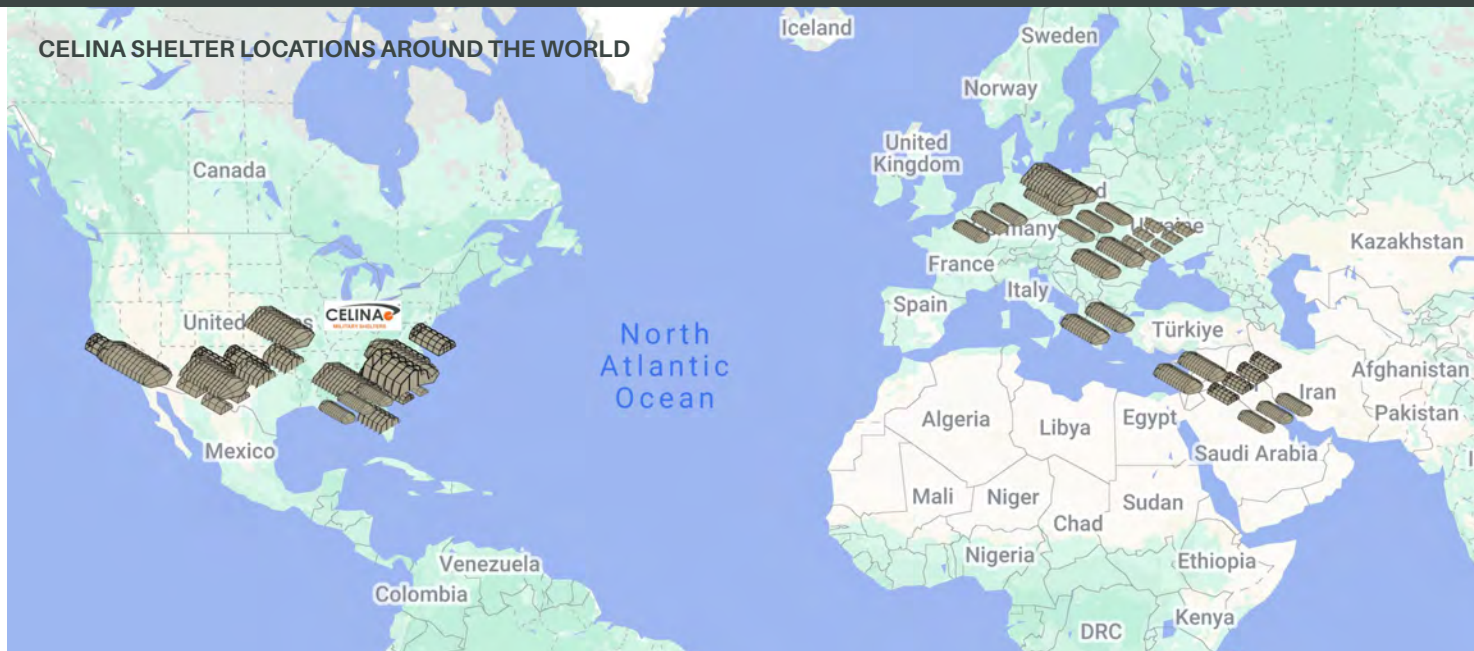 CELINA SHELTER LOCATIONS AROUND THE WORLD
Iceland
Sweden
Norway
United
Kingdom
Canada
Kazakhstan
France
Italy
Spain
CELINA
MILITARY SHELTERS
Türkiye
North
Atlantic
Ocean
Afghanistan
Iran
Pakistan
Algeria
Libya
Egypt
Saudi Arabia
Mexico
Mali
Niger
Sudan
Chad
Nigeria
Ethiopia
Venezuela
Colombia
Kenya
DRC